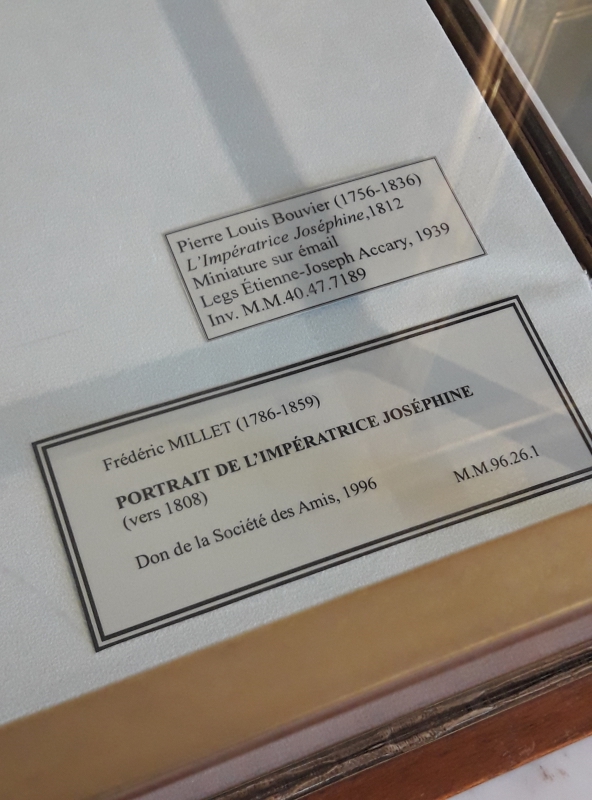 Pierre Louis Bouvier (1756-1836)
L'Impératrice Joséphine,1812
Miniature sur émail
Legs Étienne-Joseph Accary, 1939
Inv. M.M.40.47.7189
Frédéric MILLET (1786-1859)
PORTRAIT DE L'IMPÉRATRICE JOSÉPHINE
(vers 1808)
Don de la Société des Amis, 1996
M.M.96.26.1